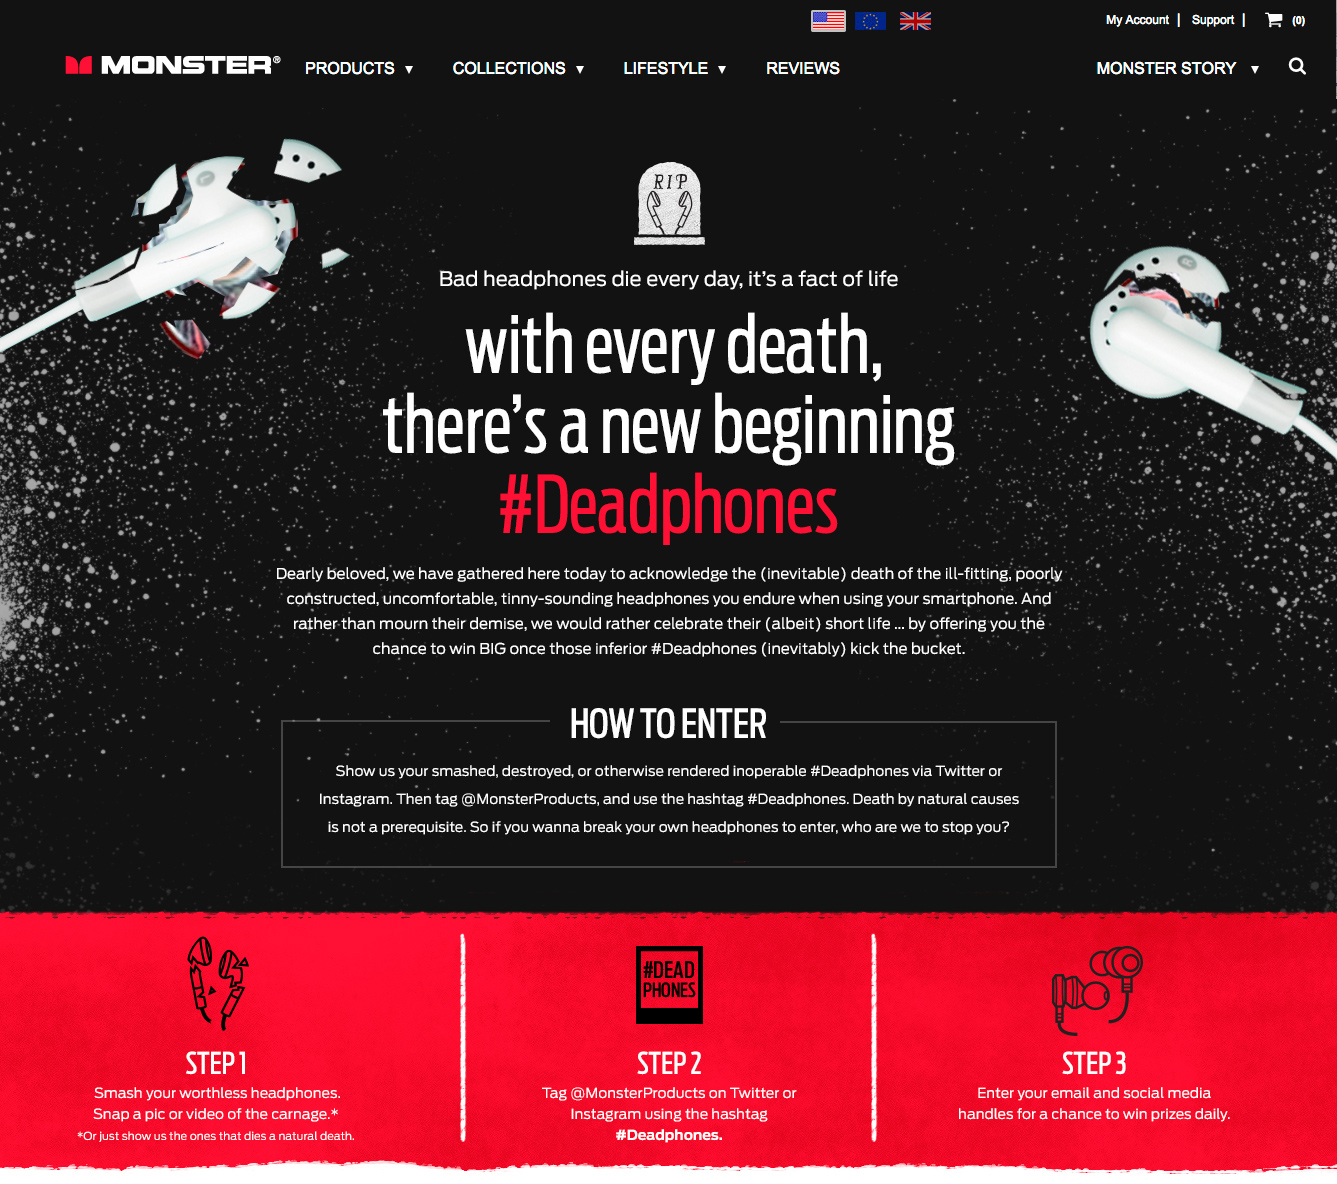 My Account | Support | (0)
MONSTER® PRODUCTS ▼ COLLECTIONS ▼ LIFESTYLE ▼ REVIEWS MONSTER STORY ▼
RIP
Bad headphones die every day, it's a fact of life
with every death,
there's a new beginning
#Deadphones
Dearly beloved, we have gathered here today to acknowledge the (inevitable) death of the ill-fitting, poorly
constructed, uncomfortable, tinny-sounding headphones you endure when using your smartphone. And
rather than mourn their demise, we would rather celebrate their (albeit) short life ... by offering you the
chance to win BIG once those inferior #Deadphones (inevitably) kick the bucket.
HOW TO ENTER
Show us your smashed, destroyed, or otherwise rendered inoperable #Deadphones via Twitter or
Instagram. Then tag @MonsterProducts, and use the hashtag #Deadphones. Death by natural causes
is not a prerequisite. So if you wanna break your own headphones to enter, who are we to stop you?
STEP 1
Smash your worthless headphones.
Snap a pic or video of the carnage.*
*Or just show us the ones that dies a natural death.
#DEAD
PHONES
STEP 2
Tag @MonsterProducts on Twitter or
Instagram using the hashtag
#Deadphones.
STEP 3
Enter your email and social media
handles for a chance to win prizes daily.